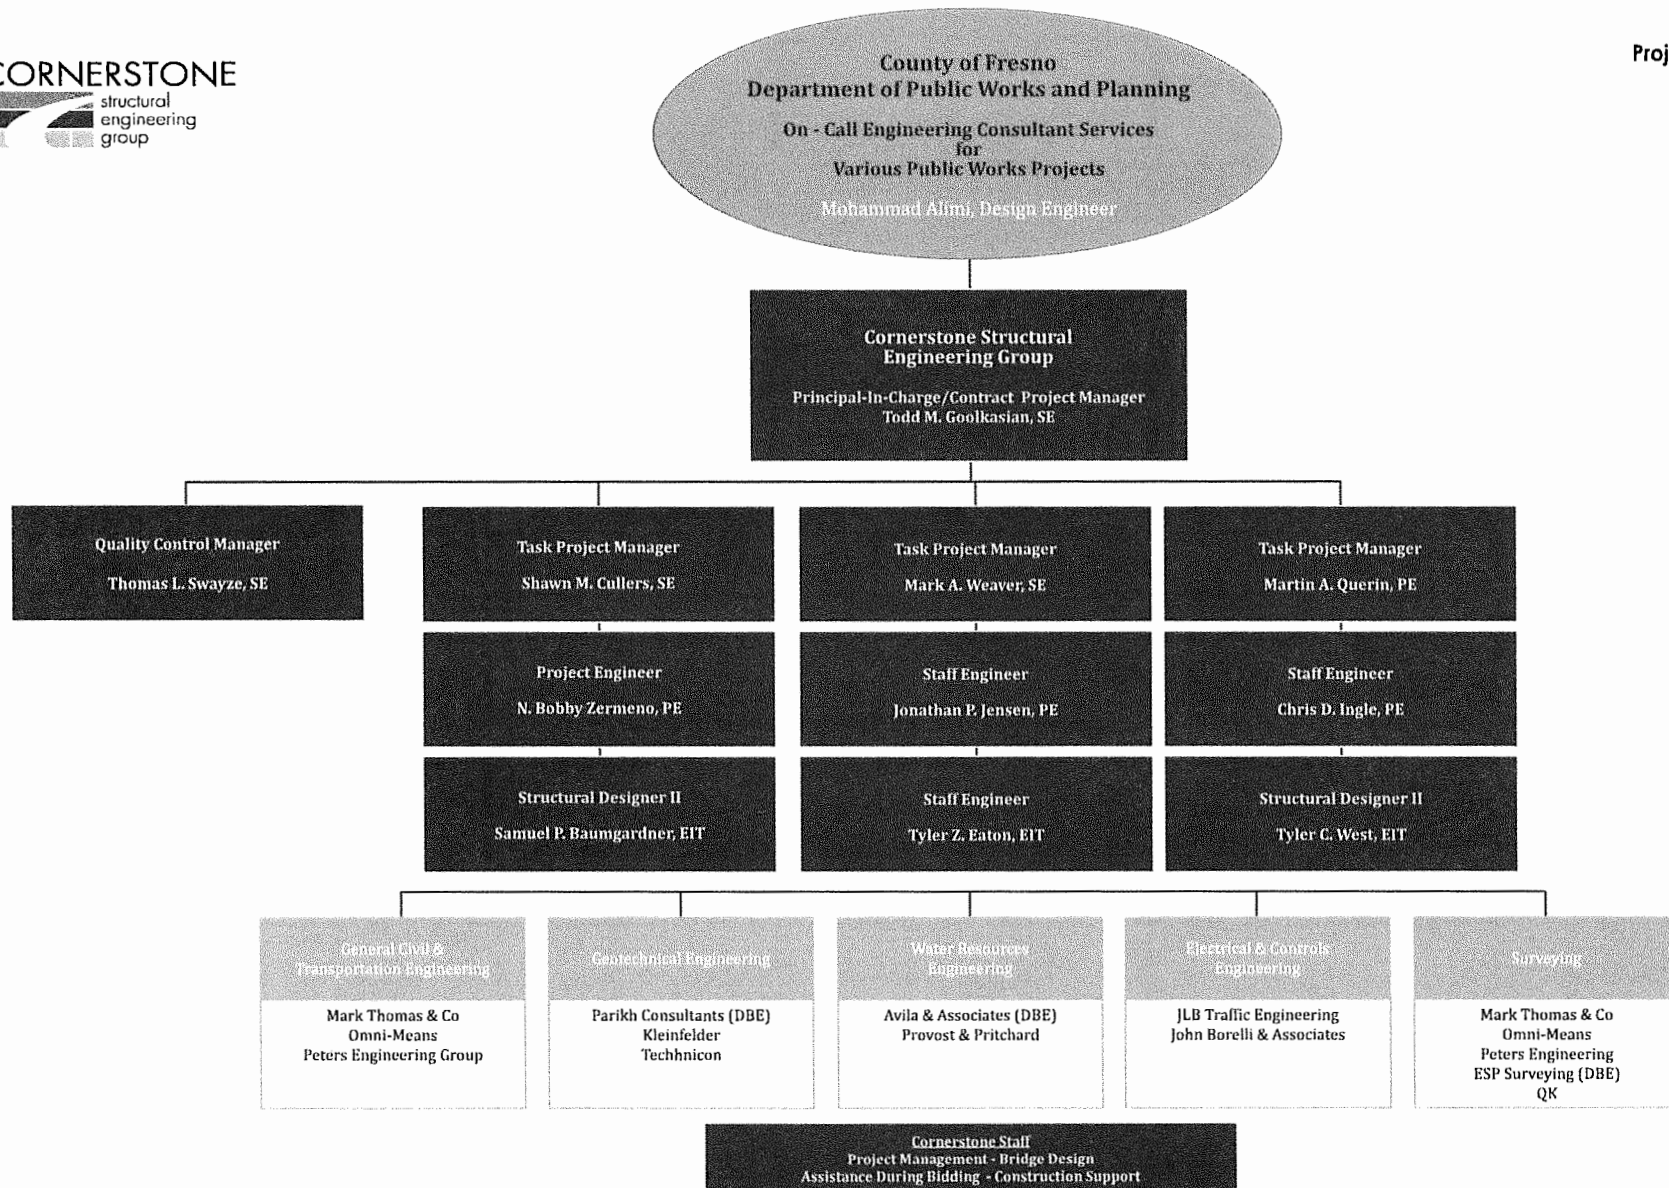 CORNERSTONE
structural
engineering
group
Proj
County of Fresno
Department of Public Works and Planning
On - Call Engineering Consultant Services
for
Various Public Works Projects
Mohammad Alimi, Design Engineer
Cornerstone Structural
Engineering Group
Principal-In-Charge/Contract Project Manager
Todd M. Goolkasian, SE
Quality Control Manager
Thomas L. Swayze, SE
Task Project Manager
Shawn M. Cullers, SE
Task Project Manager
Mark A. Weaver, SE
Task Project Manager
Martin A. Querin, PE
Project Engineer
N. Bobby Zermeno, PE
Staff Engineer
Jonathan P. Jensen, PE
Staff Engineer
Chris D. Ingle, PE
Structural Designer II
Samuel P. Baumgardner, EIT
Staff Engineer
Tyler Z. Eaton, EIT
Structural Designer II
Tyler C. West, EIT
General Civil &
Transportation Engineering
Mark Thomas & Co
Omni-Means
Peters Engineering Group
Geotechnical Engineering
Parikh Consultants (DBE)
Kleinfelder
Techhnicon
Water Resources
Engineering
Avila & Associates (DBE)
Provost & Pritchard
Electrical & Controls
Engineering
JLB Traffic Engineering
John Borelli & Associates
Surveying
Mark Thomas & Co
Omni-Means
Peters Engineering
ESP Surveying (DBE)
QK
Cornerstone Staff
Project Management - Bridge Design
Assistance During Bidding - Construction Support